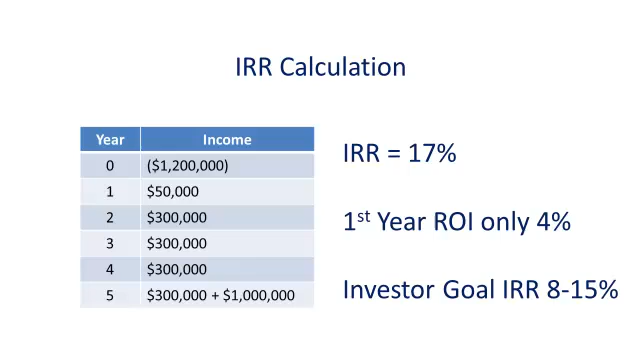 IRR Calculation
Year Income
0 ($1,200,000)
1 $50,000
2 $300,000
3 $300,000
4 $300,000
5 $300,000 + $1,000,000
IRR = 17%
1st Year ROI only 4%
Investor Goal IRR 8-15%